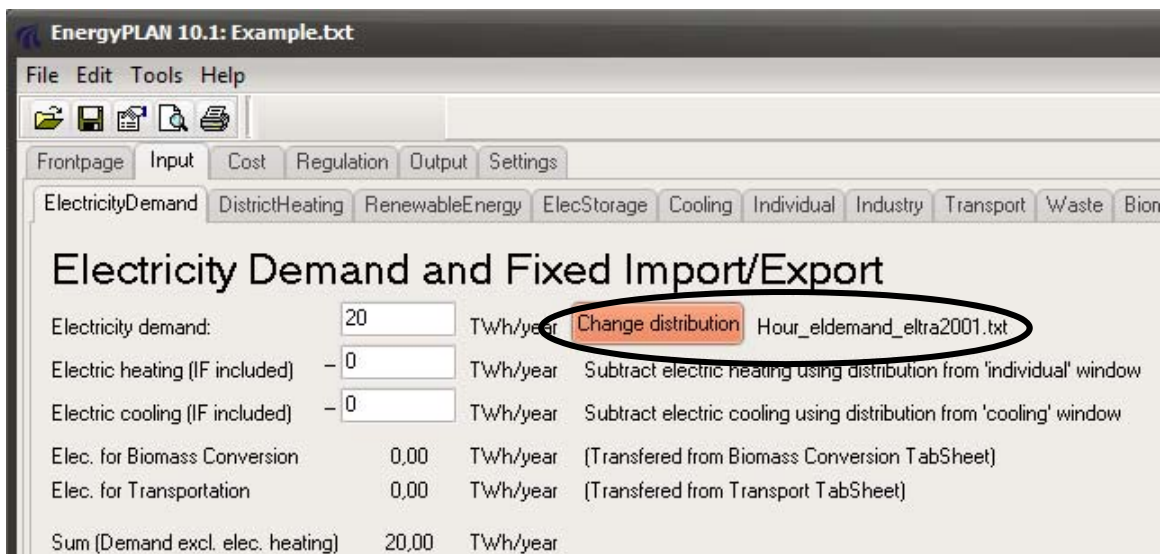 EnergyPLAN 10.1: Example.txt
File Edit Tools Help
Frontpage Input Cost Regulation Output Settings
ElectricityDemand DistrictHeating RenewableEnergy ElecStorage Cooling Individual Industry Transport Waste Biom
Electricity Demand and Fixed Import/Export
Electricity demand: 20 TWh/year Change distribution Hour_eldemand_eltra2001.txt
Electric heating (IF included) − 0 TWh/year Subtract electric heating using distribution from 'individual' window
Electric cooling (IF included) − 0 TWh/year Subtract electric cooling using distribution from 'cooling' window
Elec. for Biomass Conversion 0,00 TWh/year (Transfered from Biomass Conversion TabSheet)
Elec. for Transportation 0,00 TWh/year (Transfered from Transport TabSheet)
Sum (Demand excl. elec. heating) 20,00 TWh/year